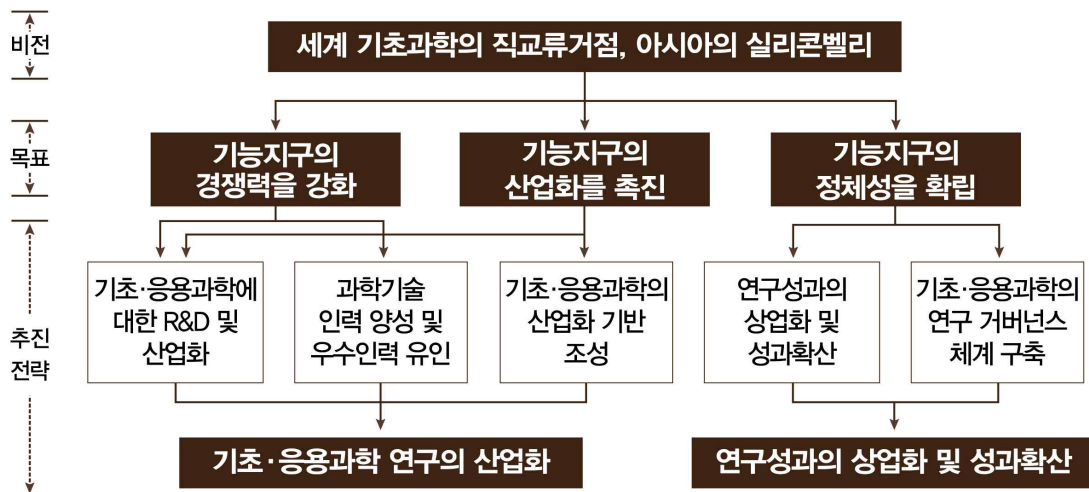 비전
세계 기초과학의 직교류거점, 아시아의 실리콘벨리
목표
기능지구의
경쟁력을 강화
기능지구의
산업화를 촉진
기능지구의
정체성을 확립
추진
전략
기초·응용과학에
대한 R&D 및
산업화
과학기술
인력 양성 및
우수인력 유인
기초·응용과학의
산업화 기반
조성
연구성과의
상업화 및
성과확산
기초·응용과학의
연구 거버넌스
체계 구축
기초·응용과학 연구의 산업화
연구성과의 상업화 및 성과확산